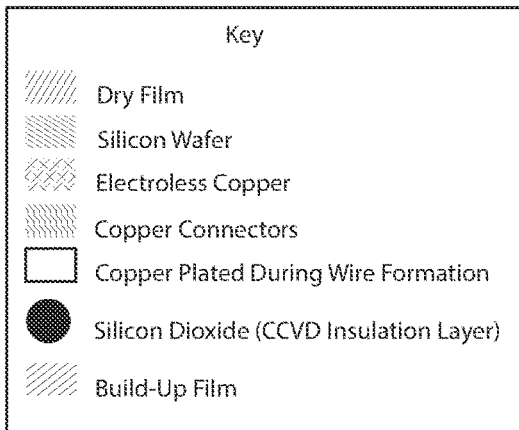 Key
Dry Film
Silicon Wafer
Electroless Copper
Copper Connectors
Copper Plated During Wire Formation
Silicon Dioxide (CCVD Insulation Layer)
Build-Up Film